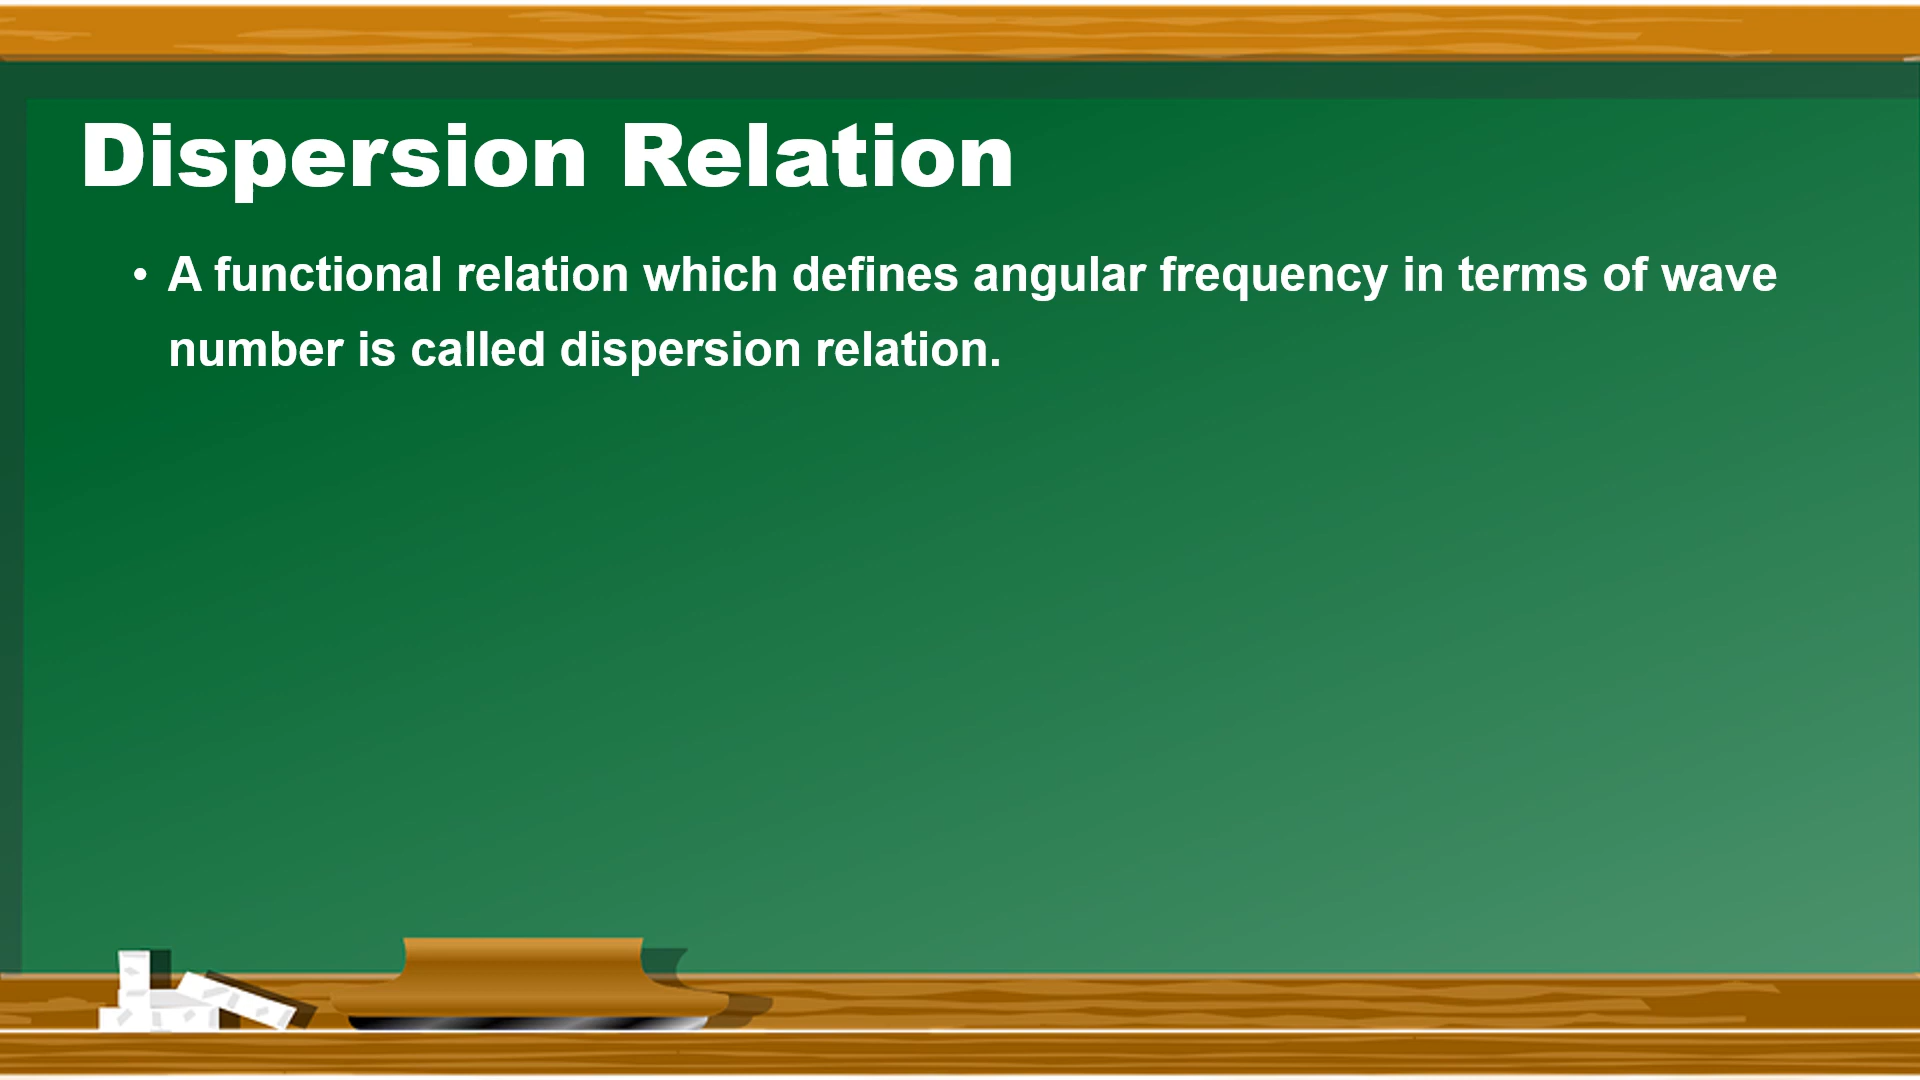 Dispersion Relation
• A functional relation which defines angular frequency in terms of wave
number is called dispersion relation.